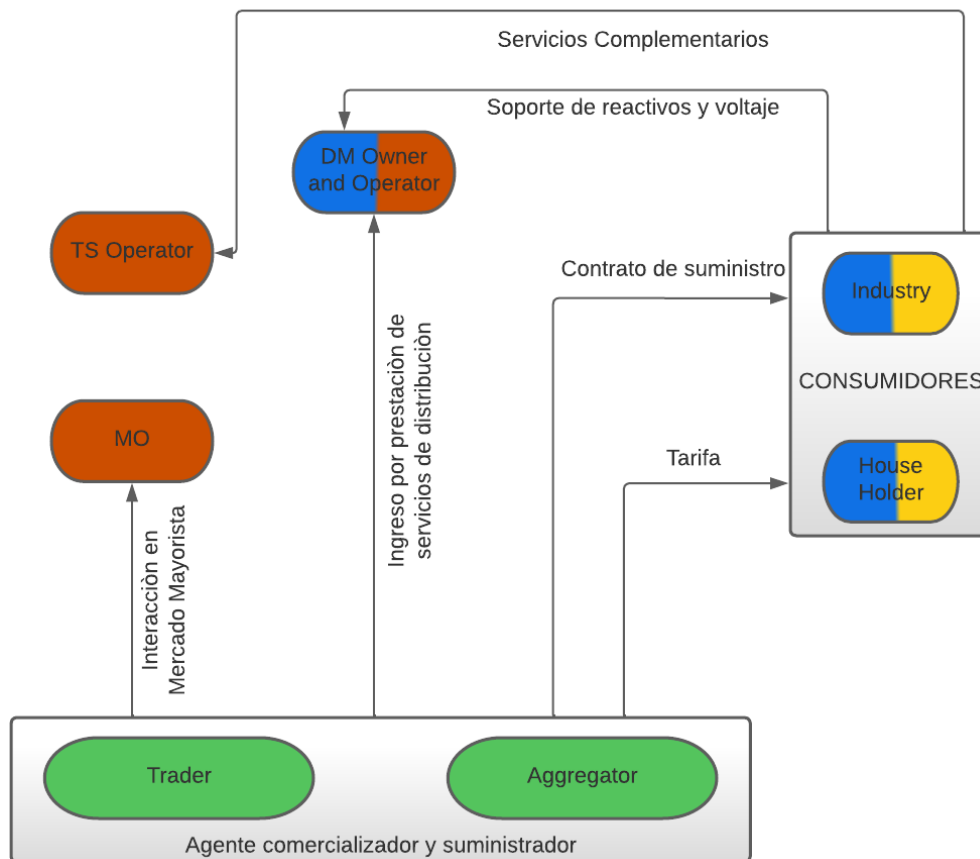 Servicios Complementarios
Soporte de reactivos y voltaje
DM Owner
and Operator
TS Operator
Contrato de suministro
Industry
CONSUMIDORES
Ingreso por prestaciòn de
servicios de distribuciòn
MO
Tarifa
House
Holder
Interacciòn en
Mercado Mayorista
Trader
Aggregator
Agente comercializador y suministrador